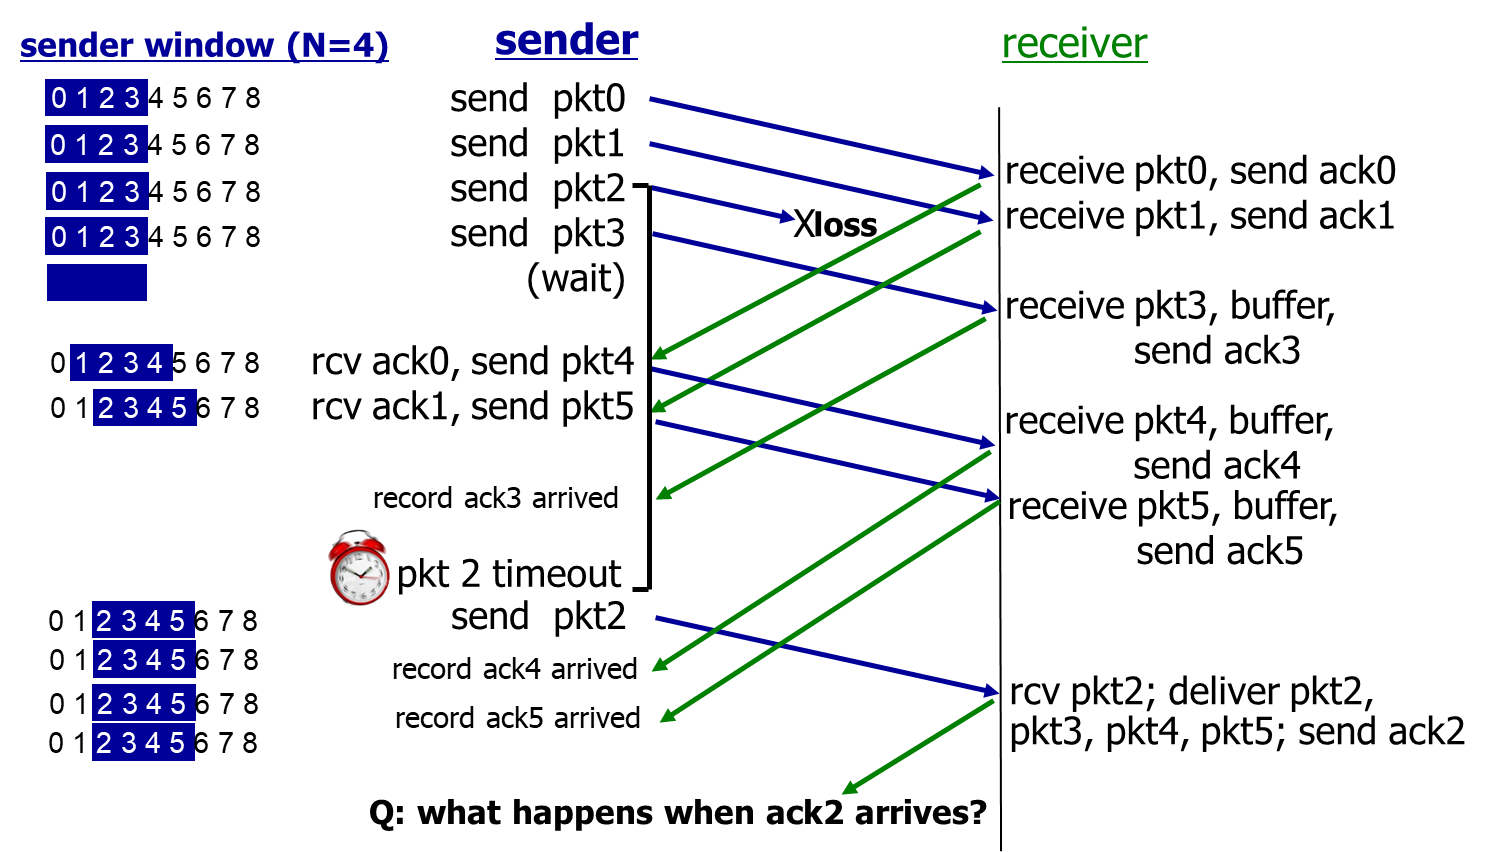 sender window (N=4) sender receiver
0 1 2 3 4 5 6 7 8 send pkt0
0 1 2 3 4 5 6 7 8 send pkt1
0 1 2 3 4 5 6 7 8 send pkt2
0 1 2 3 4 5 6 7 8 send pkt3
(wait)
Xloss
receive pkt0, send ack0
receive pkt1, send ack1
receive pkt3, buffer,
send ack3
0 1 2 3 4 5 6 7 8 rcv ack0, send pkt4
0 1 2 3 4 5 6 7 8 rcv ack1, send pkt5
receive pkt4, buffer,
send ack4
record ack3 arrived
receive pkt5, buffer,
send ack5
pkt 2 timeout
0 1 2 3 4 5 6 7 8 send pkt2
0 1 2 3 4 5 6 7 8 record ack4 arrived
0 1 2 3 4 5 6 7 8 record ack5 arrived
0 1 2 3 4 5 6 7 8
rcv pkt2; deliver pkt2,
pkt3, pkt4, pkt5; send ack2
Q: what happens when ack2 arrives?